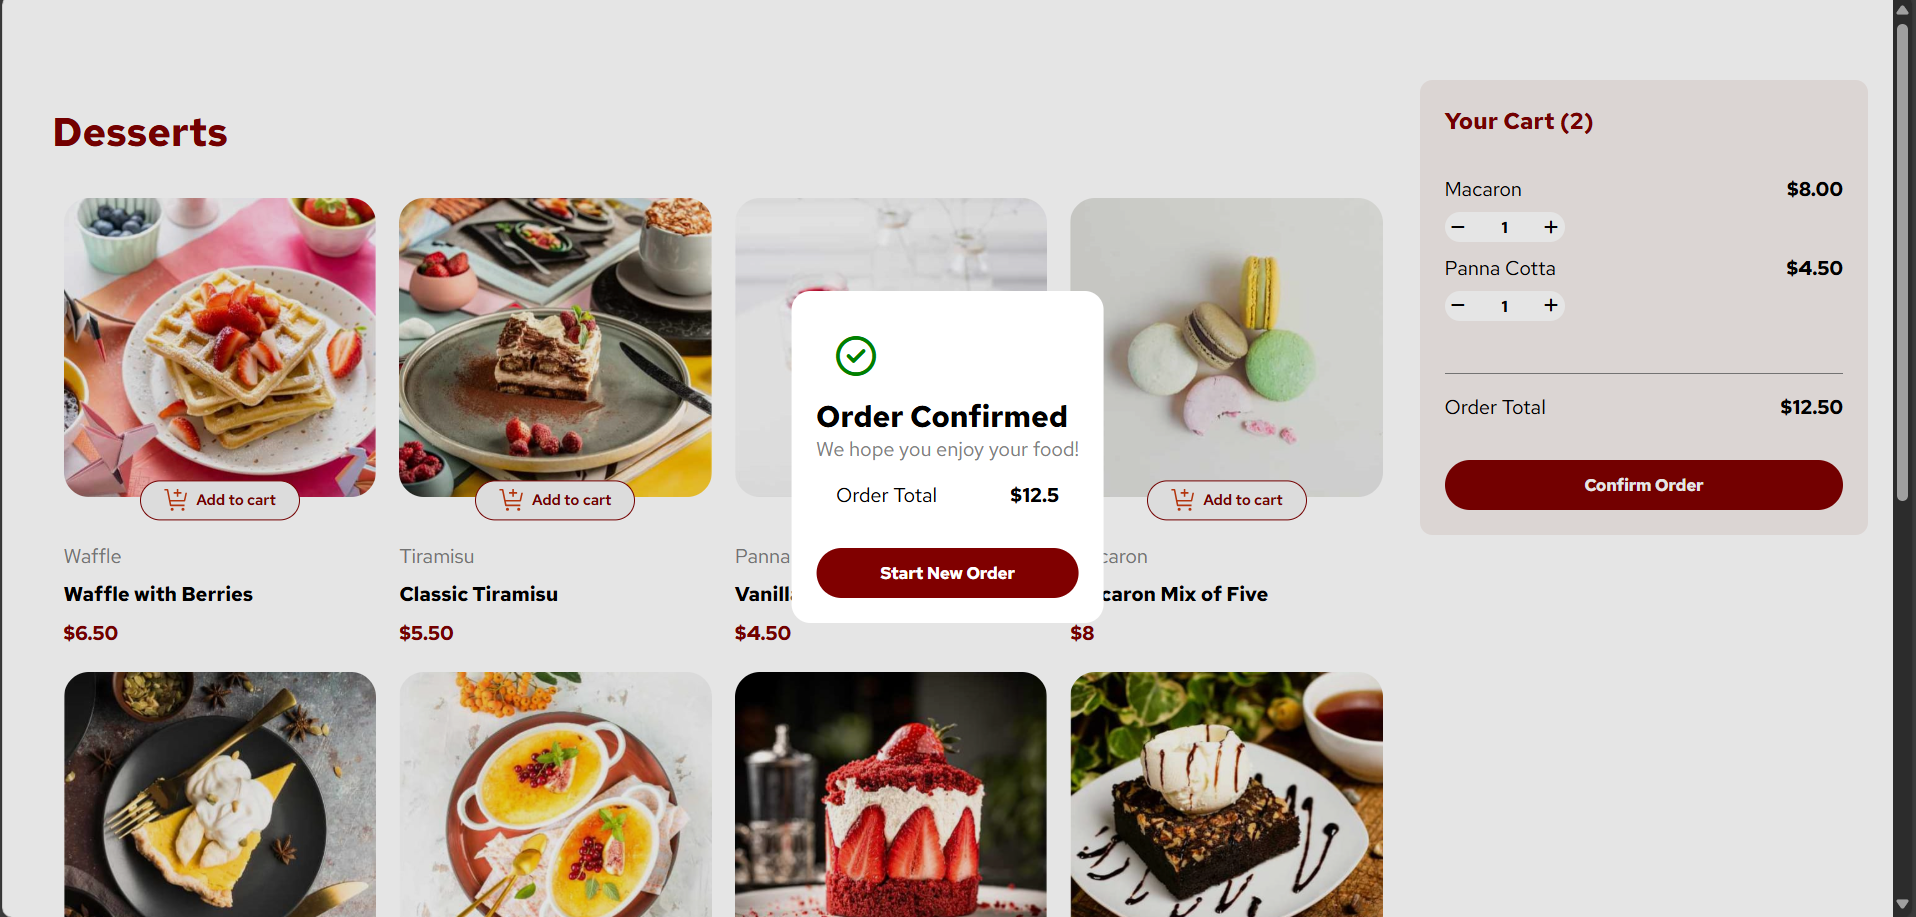 Desserts
Add to cart
Waffle
Waffle with Berries
$6.50
Add to cart
Tiramisu
Classic Tiramisu
$5.50
Panna
$4.50
Add to cart
Mix of Five
$8
Order Confirmed
We hope you enjoy your food!
Order Total $12.5
Start New Order
Your Cart (2)
Macaron $8.00
− 1 +
Panna Cotta $4.50
− 1 +
Order Total $12.50
Confirm Order